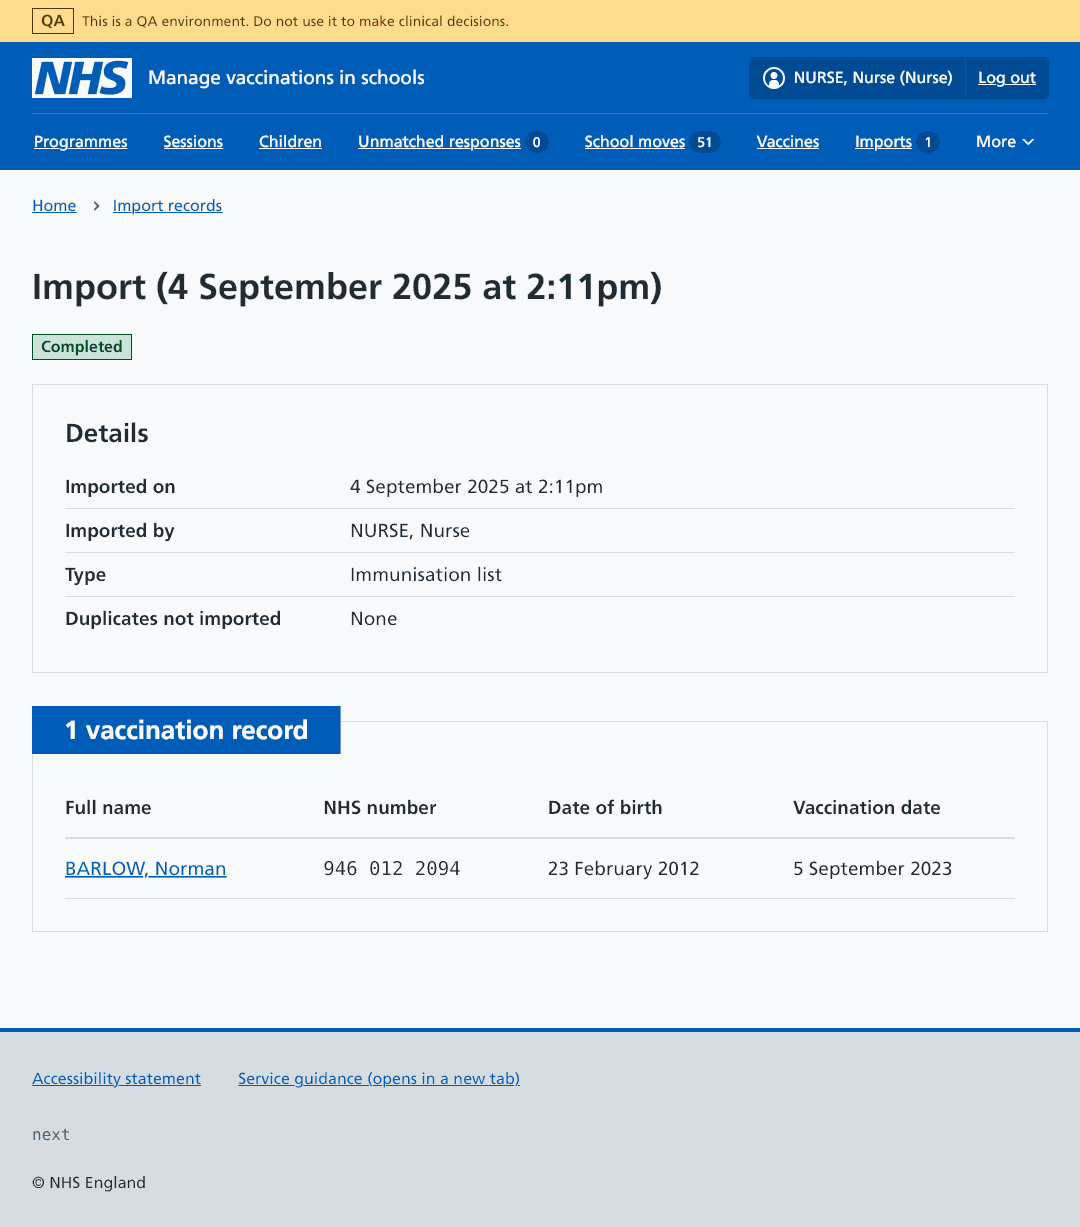 QA This is a QA environment. Do not use it to make clinical decisions.
NHS Manage vaccinations in schools NURSE, Nurse (Nurse) Log out
Programmes Sessions Children Unmatched responses 0 School moves 51 Vaccines Imports 1 More
Home Import records
Import (4 September 2025 at 2:11pm)
Completed
Details
Imported on 4 September 2025 at 2:11pm
Imported by NURSE, Nurse
Type Immunisation list
Duplicates not imported None
1 vaccination record
Full name NHS number Date of birth Vaccination date
BARLOW, Norman 946 012 2094 23 February 2012 5 September 2023
Accessibility statement Service guidance (opens in a new tab)
next
© NHS England